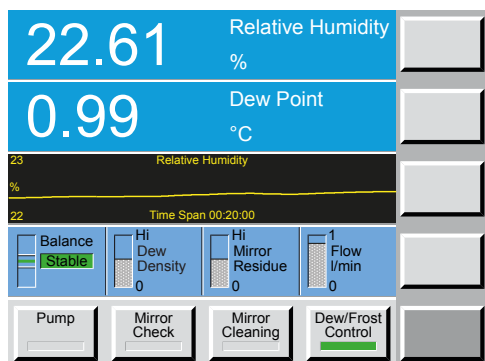 22.61 Relative Humidity
%
0.99 Dew Point
°C
23 Relative Humidity
%
22 Time Span 00:20:00
Balance
Stable
Hi
Dew
Density
0
Hi
Mirror
Residue
0
1
Flow
l/min
0
Pump
Mirror
Check
Mirror
Cleaning
Dew/Frost
Control